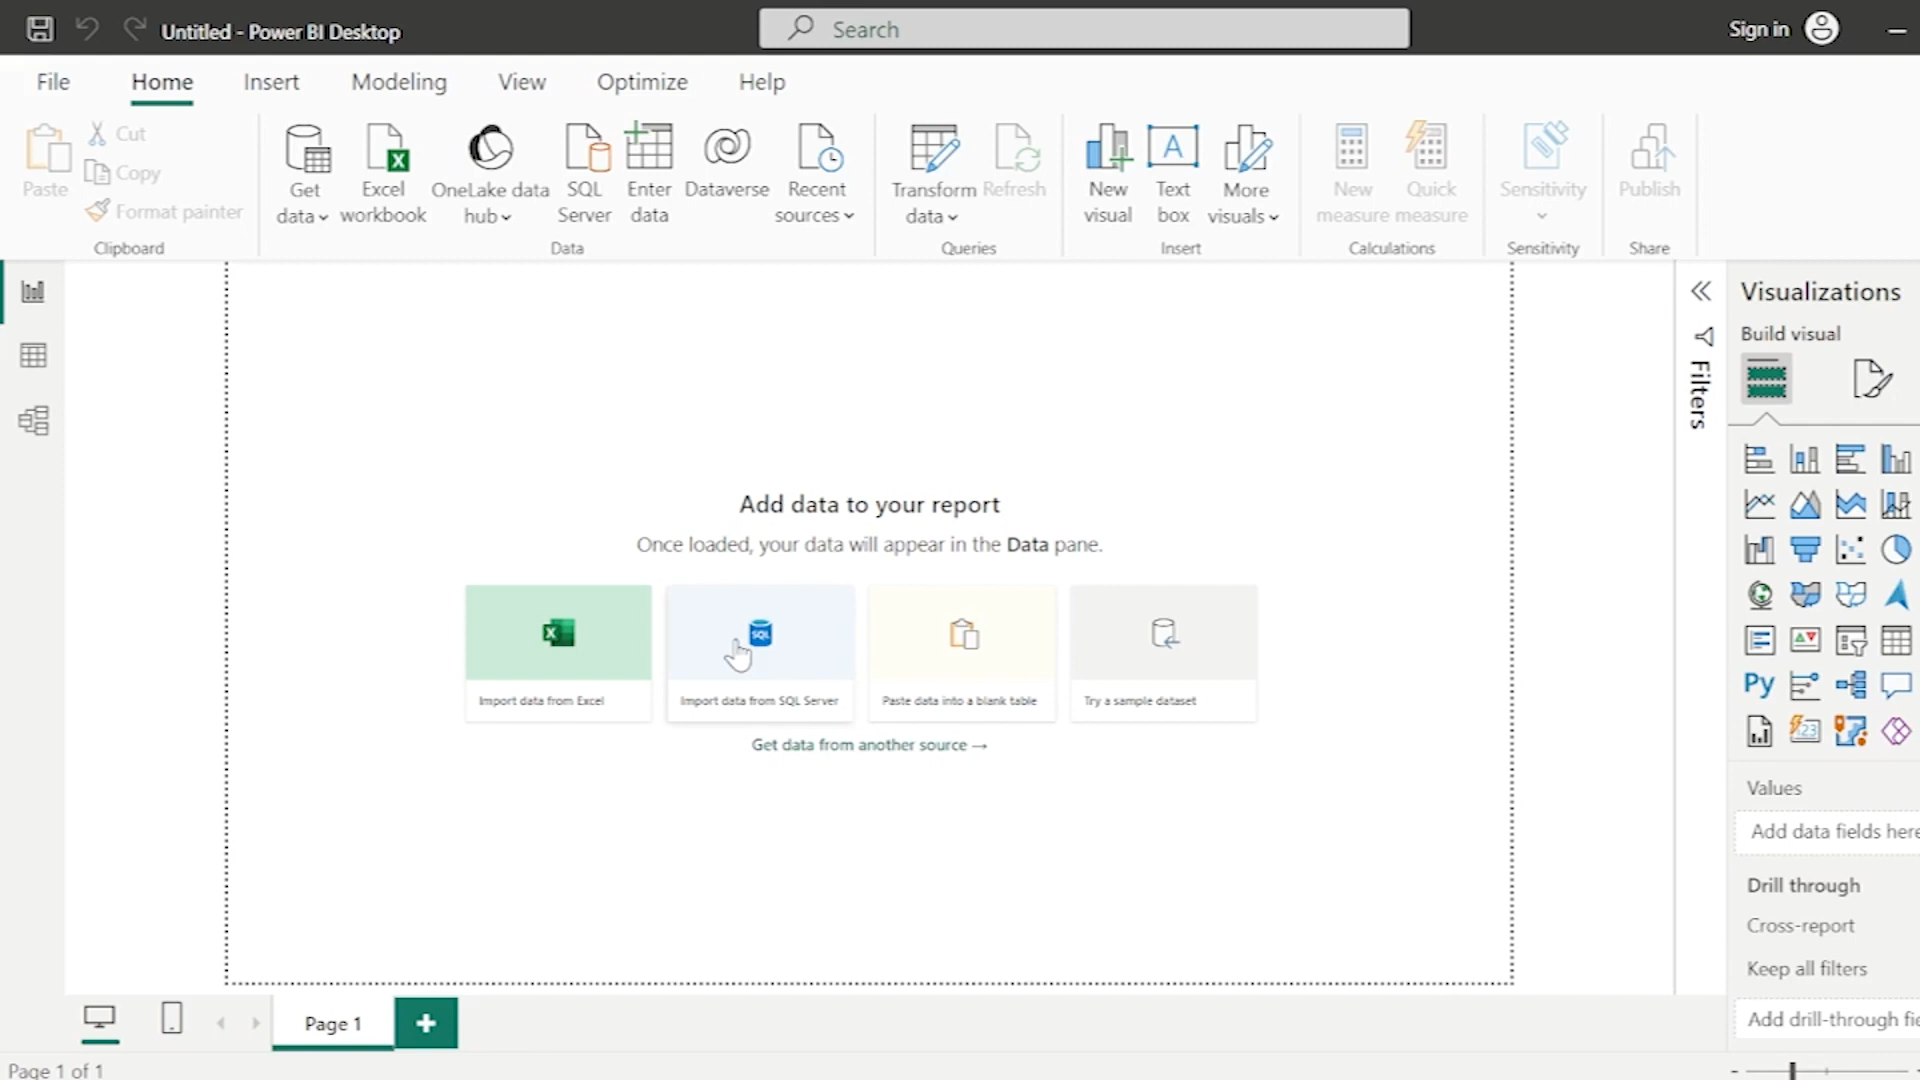 Untitled - Power BI Desktop
Search
Sign in
File Home Insert Modeling View Optimize Help
Paste
Cut
Copy
Format painter
Clipboard
Get data
Excel workbook
OneLake data hub
SQL Server
Enter data
Dataverse
Recent sources
Data
Transform data
Refresh
Queries
New visual
A
Text box
More visuals
Insert
New measure
Quick measure
Calculations
Sensitivity
Sensitivity
Publish
Share
Filters
Visualizations
Build visual
Py
123
Add data to your report
Once loaded, your data will appear in the Data pane.
SQL
Import data from Excel
Import data from SQL Server
Paste data into a blank table
Try a sample dataset
Get data from another source →
Values
Add data fields here
Drill through
Cross-report
Keep all filters
Add drill-through fie
Page 1
Page 1 of 1